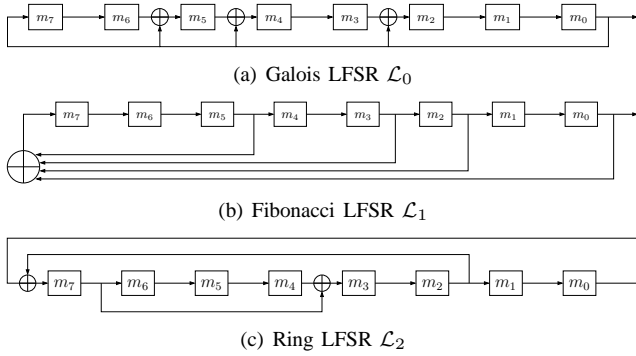 m₇ m₆ m₅ m₄ m₃ m₂ m₁ m₀
(a) Galois LFSR ℒ₀
m₇ m₆ m₅ m₄ m₃ m₂ m₁ m₀
(b) Fibonacci LFSR ℒ₁
m₇ m₆ m₅ m₄ m₃ m₂ m₁ m₀
(c) Ring LFSR ℒ₂